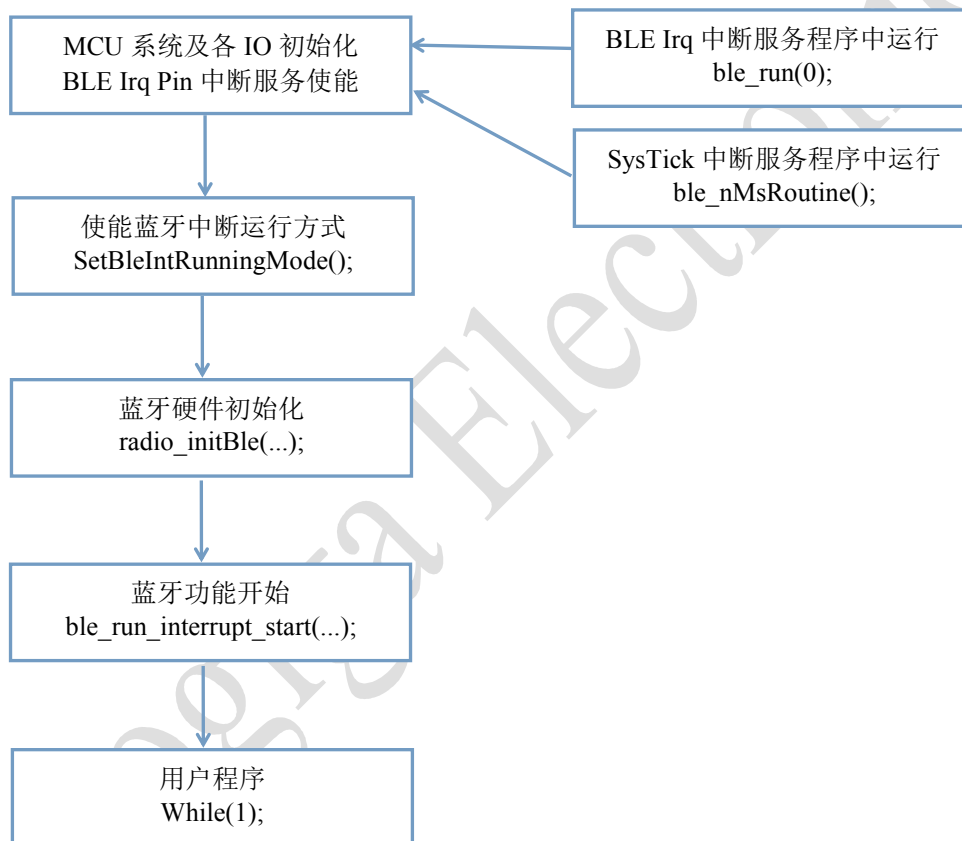 MCU 系统及各 IO 初始化
BLE Irq Pin 中断服务使能
BLE Irq 中断服务程序中运行
ble_run(0);
SysTick 中断服务程序中运行
ble_nMsRoutine();
使能蓝牙中断运行方式
SetBleIntRunningMode();
蓝牙硬件初始化
radio_initBle(...);
蓝牙功能开始
ble_run_interrupt_start(...);
用户程序
While(1);